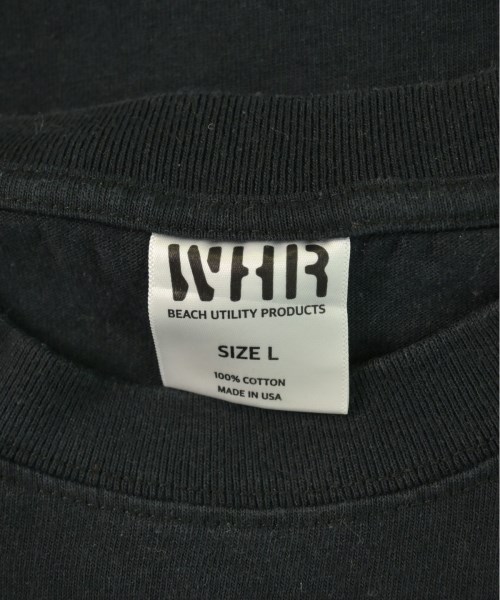 WHR
BEACH UTILITY PRODUCTS
SIZE L
100% COTTON
MADE IN USA